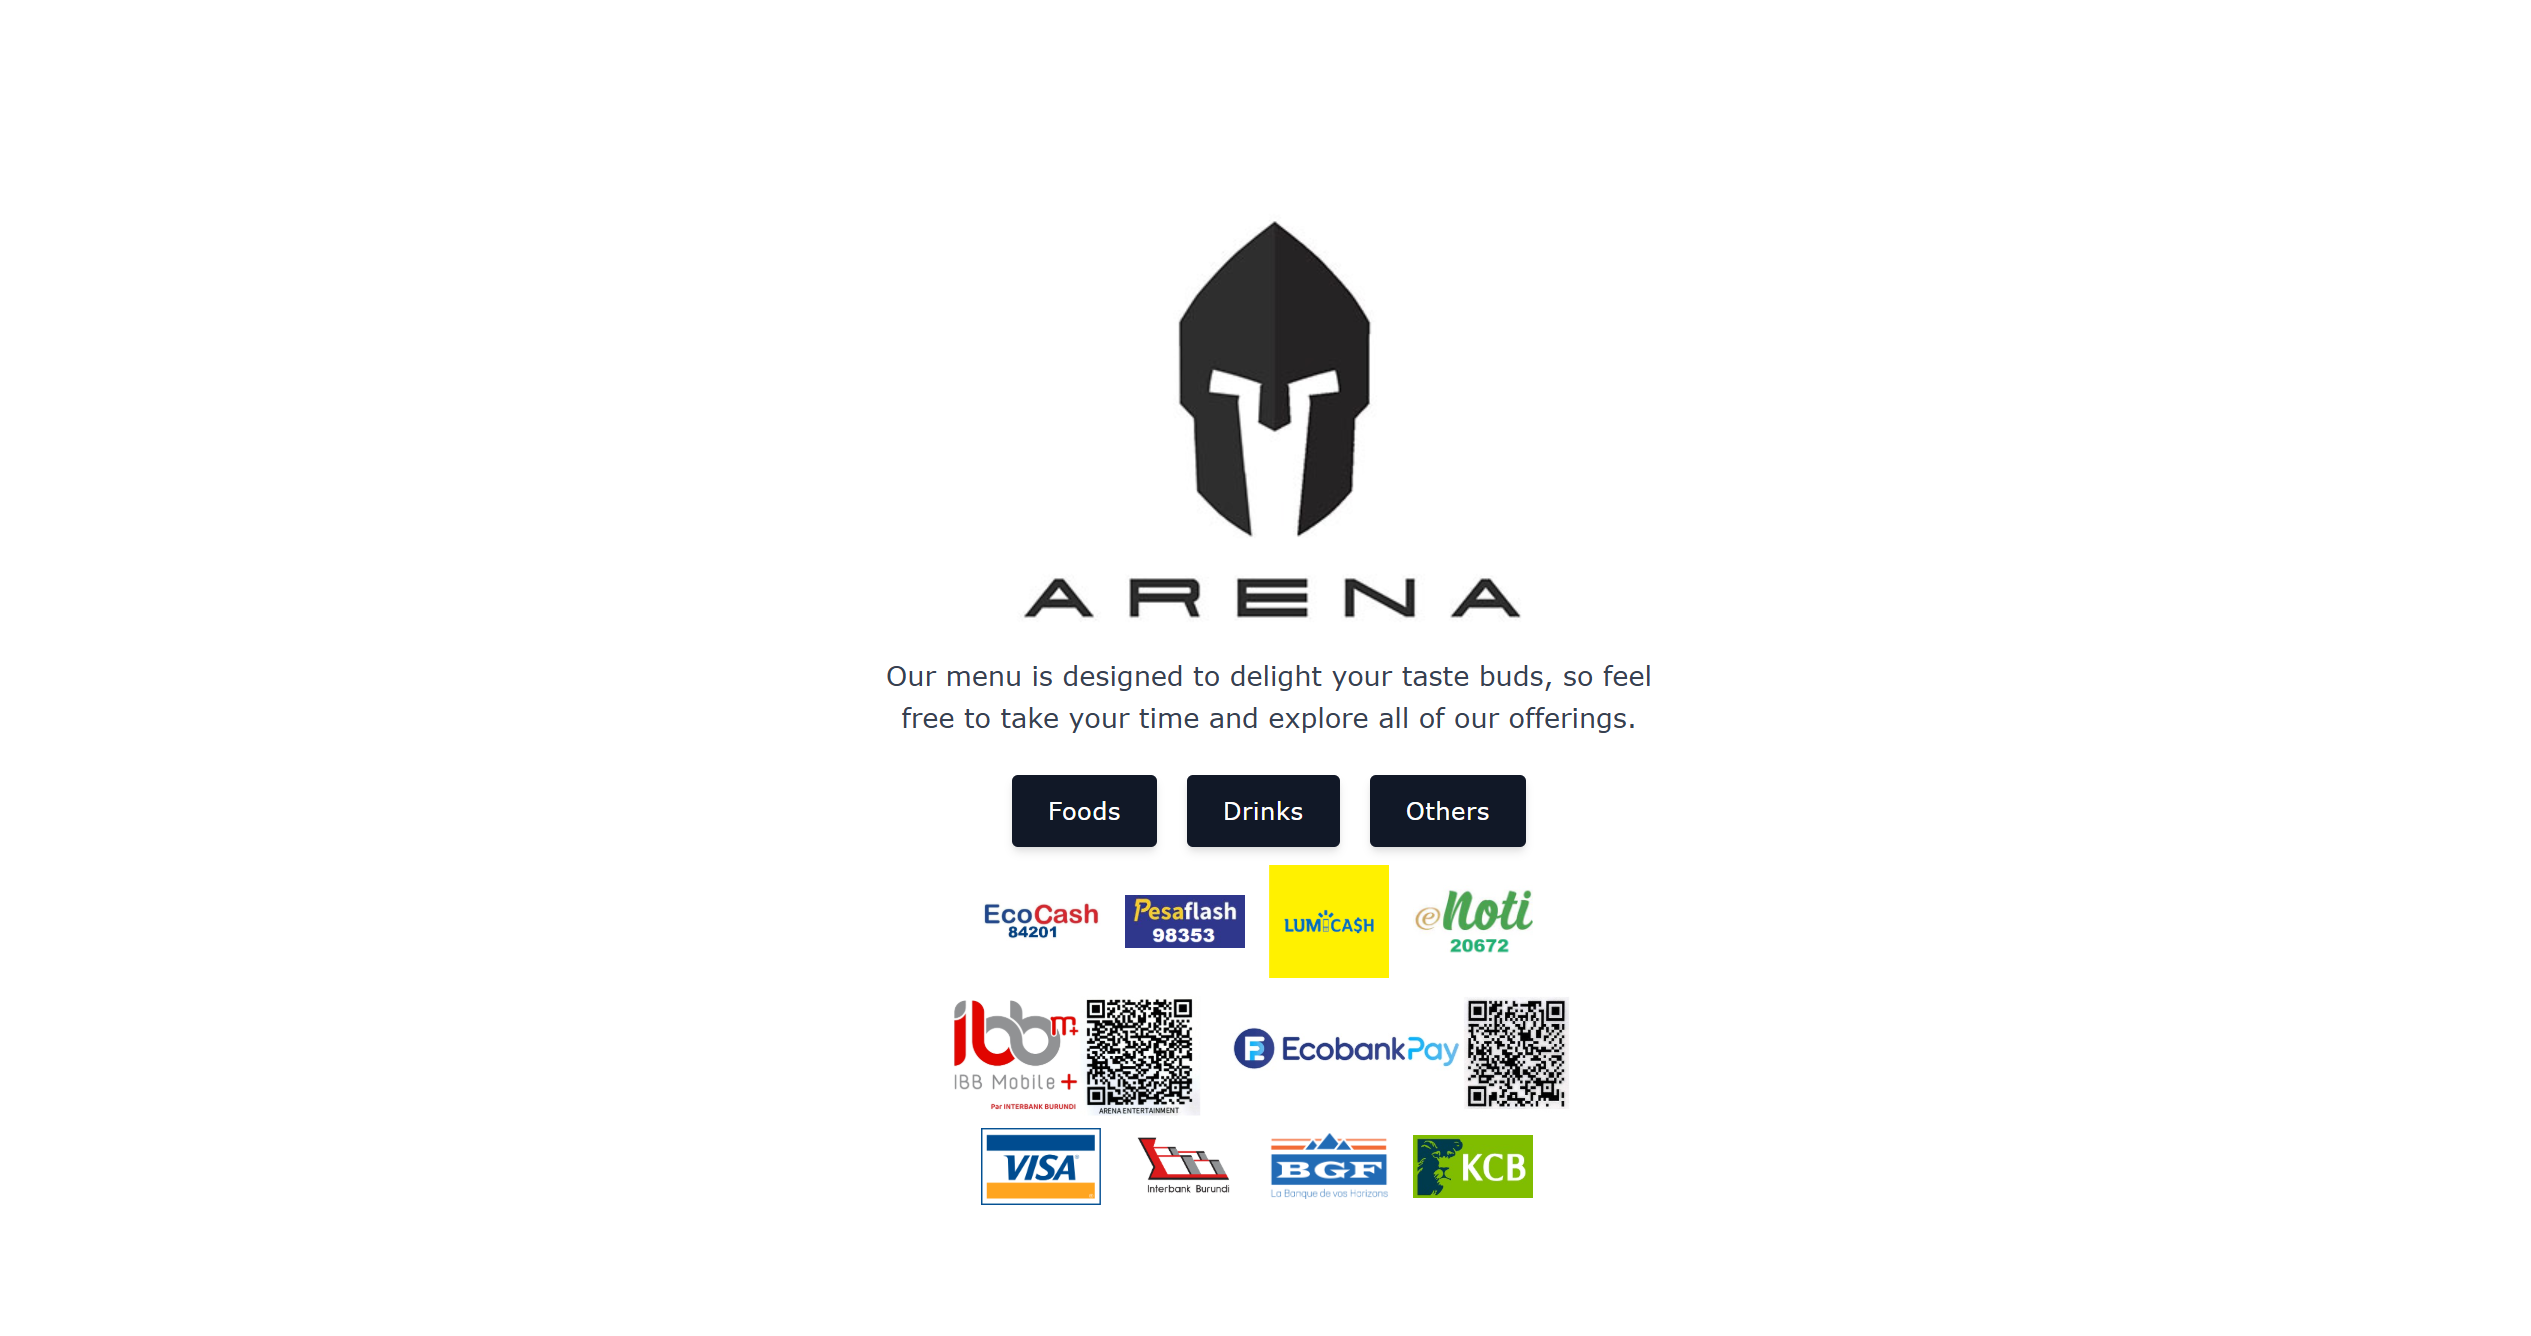 ARENA
Our menu is designed to delight your taste buds, so feel
free to take your time and explore all of our offerings.
Foods
Drinks
Others
EcoCash
84201
Pesaflash
98353
LUMICA$H
eNoti
20672
ibbm+
IBB Mobile +
Par INTERBANK BURUNDI
ARENA ENTERTAINMENT
EcobankPay
VISA
Interbank Burundi
BGF
La Banque de vos Horizons
KCB